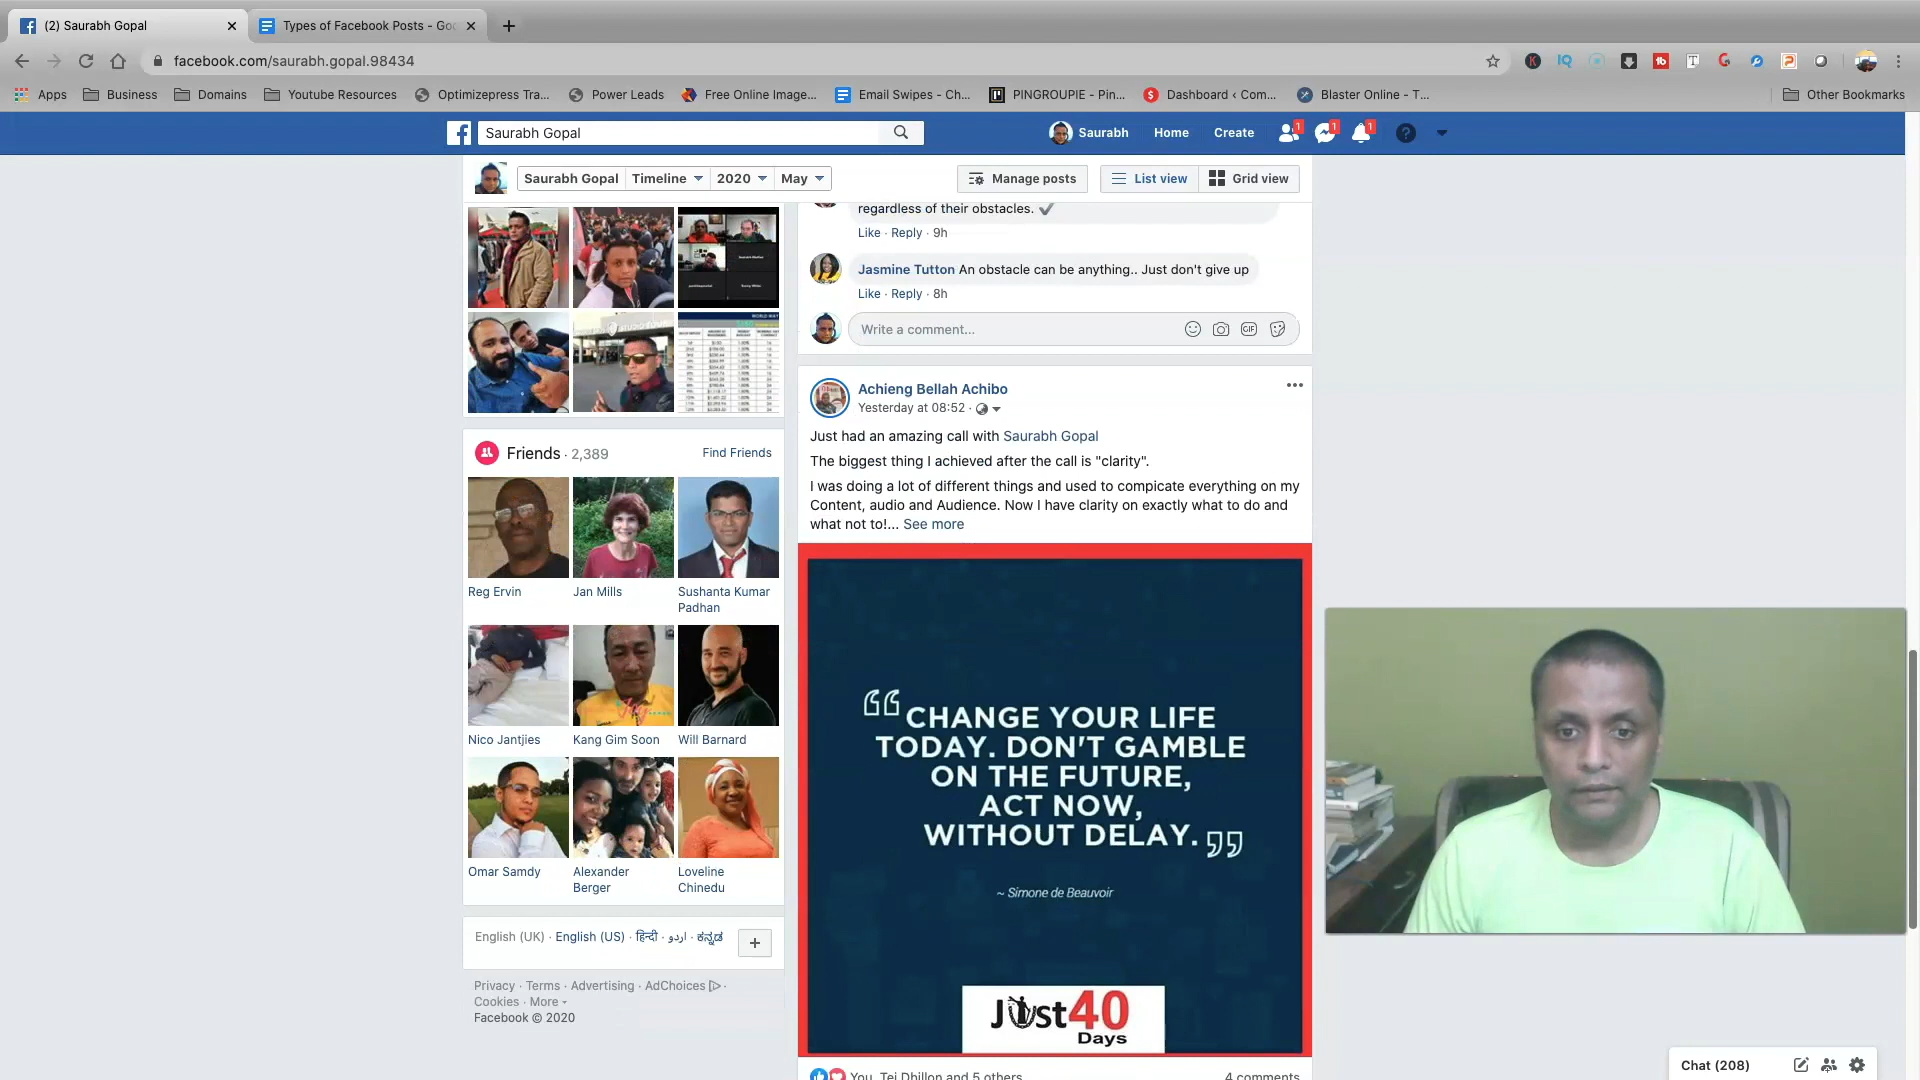 (2) Saurabh Gopal
Types of Facebook Posts - Goo
facebook.com/saurabh.gopal.98434
Apps Business Domains Youtube Resources Optimizepress Tra... Power Leads Free Online Image... Email Swipes - Ch... PINGROUPIE - Pin... Dashboard ‹ Com... Blaster Online - T... Other Bookmarks
Saurabh Gopal
Saurabh Home Create 1 1 1
Saurabh Gopal Timeline 2020 May Manage posts List view Grid view
regardless of their obstacles.
Like · Reply · 9h
Jasmine Tutton An obstacle can be anything.. Just don't give up
Like · Reply · 8h
Write a comment...
GIF
Achieng Bellah Achibo
Yesterday at 08:52 ·
Just had an amazing call with Saurabh Gopal
The biggest thing I achieved after the call is "clarity".
I was doing a lot of different things and used to compicate everything on my
Content, audio and Audience. Now I have clarity on exactly what to do and
what not to!... See more
Friends · 2,389 Find Friends
Reg Ervin
Jan Mills
Sushanta Kumar
Padhan
Nico Jantjies
Kang Gim Soon
Will Barnard
Omar Samdy
Alexander
Berger
Loveline
Chinedu
English (UK) · English (US) · हिन्दी · اردو · ಕನ್ನಡ
Privacy · Terms · Advertising · AdChoices ·
Cookies · More
Facebook © 2020
“CHANGE YOUR LIFE
TODAY. DON'T GAMBLE
ON THE FUTURE,
ACT NOW,
WITHOUT DELAY.”
~ Simone de Beauvoir
Just 40
Days
You, Tej Dhillon and 5 others
4 comments
Chat (208)